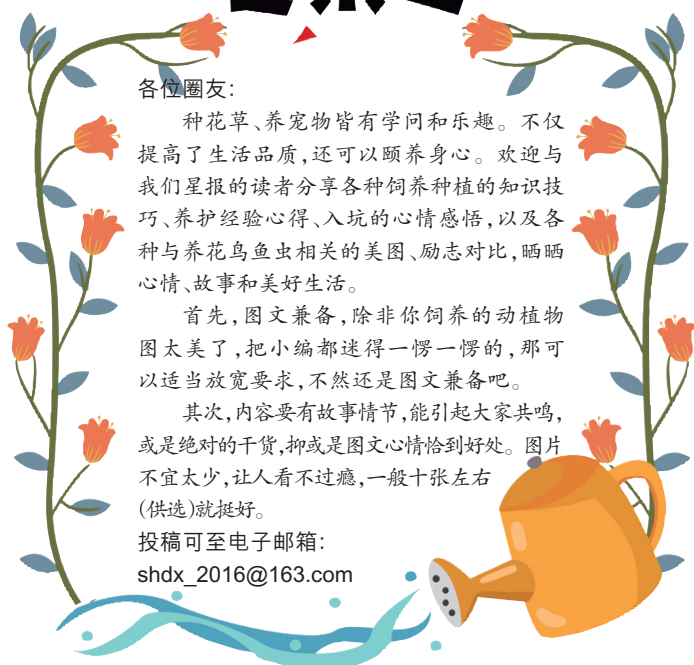 各位圈友:
种花草、养宠物皆有学问和乐趣。不仅
提高了生活品质,还可以颐养身心。欢迎与
我们星报的读者分享各种饲养种植的知识技
巧、养护经验心得、入坑的心情感悟,以及各
种与养花鸟鱼虫相关的美图、励志对比,晒晒
心情、故事和美好生活。
首先,图文兼备,除非你饲养的动植物
图太美了,把小编都迷得一愣一愣的,那可
以适当放宽要求,不然还是图文兼备吧。
其次,内容要有故事情节,能引起大家共鸣,
或是绝对的干货,抑或是图文心情恰到好处。图片
不宜太少,让人看不过瘾,一般十张左右
(供选)就挺好。
投稿可至电子邮箱:
shdx_2016@163.com